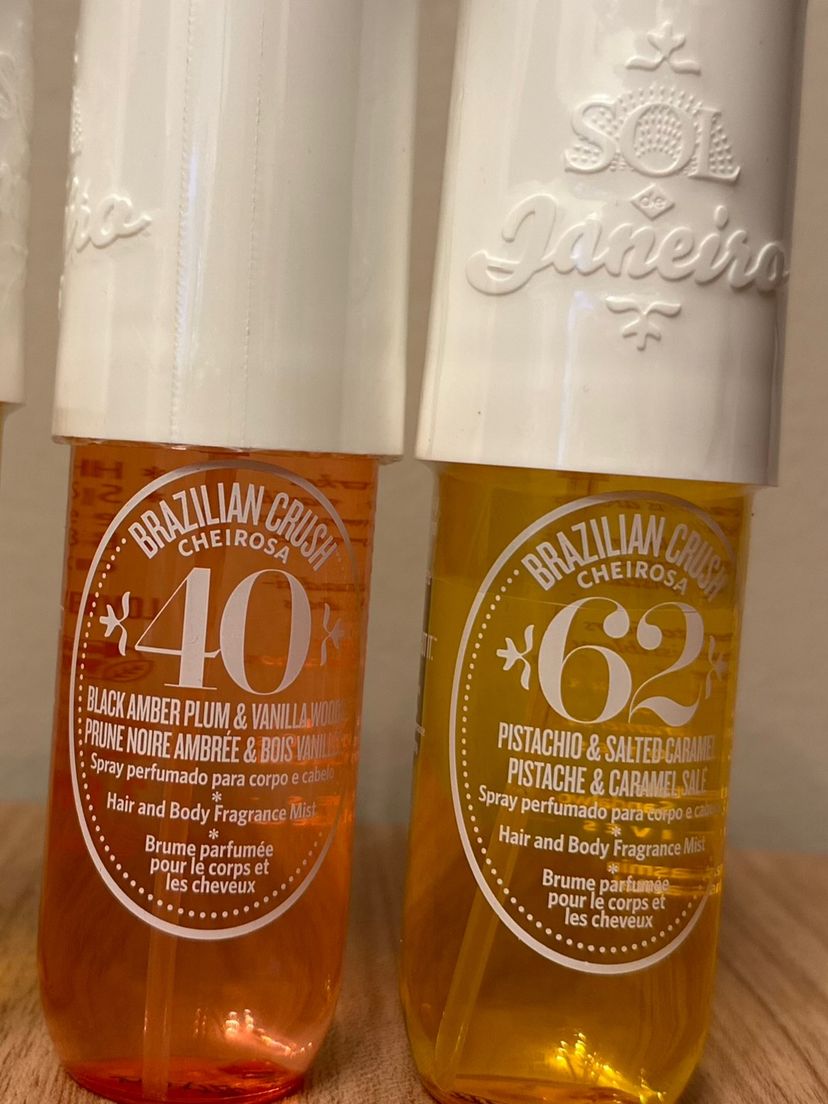 SOL
de
Janeiro
BRAZILIAN CRUSH
CHEIROSA
40
BLACK AMBER PLUM & VANILLA
PRUNE NOIRE AMBRÉE & BOIS
Spray perfumado para corpo e cabelo
*
Hair and Body Fragrance Mist
*
Brume parfumée
pour le corps et
les cheveux
BRAZILIAN CRUSH
CHEIROSA
62
PISTACHIO & SALTED CARAMEL
PISTACHE & CARAMEL SALÉ
Spray perfumado para corpo e
*
Hair and Body Fragrance Mist
*
Brume parfumée
pour le corps et
les cheveux